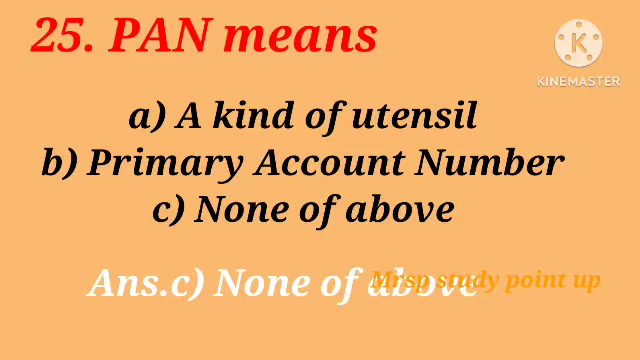 25. PAN means
KINEMASTER
a) A kind of utensil
b) Primary Account Number
c) None of above
Ans.c) None of above
Mrsp study point up